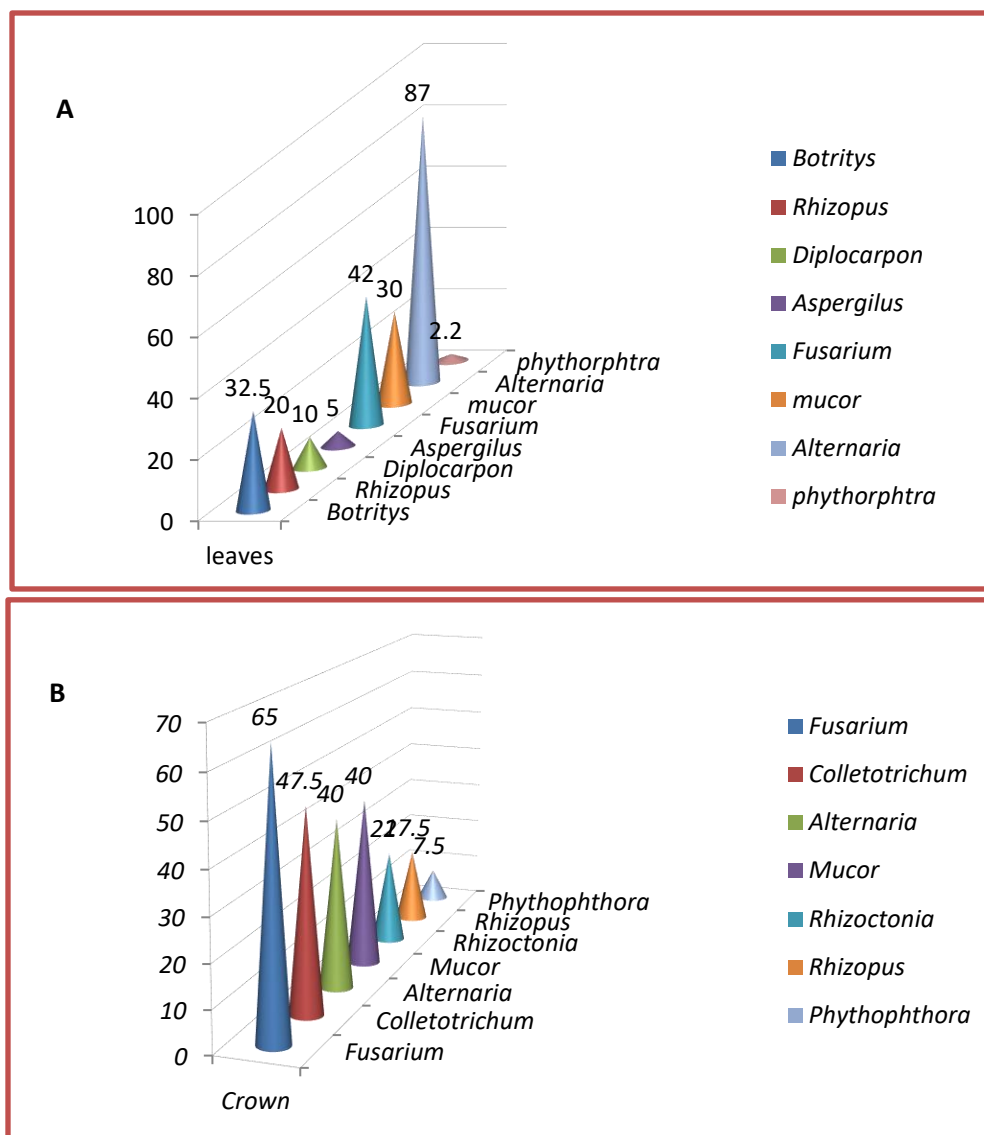 A
87
42
30
2.2
32.5
20
10
5
100
80
60
40
20
0
phythorphtra
Alternaria
mucor
Fusarium
Aspergilus
Diplocarpon
Rhizopus
Botritys
leaves
Botritys
Rhizopus
Diplocarpon
Aspergilus
Fusarium
mucor
Alternaria
phythorphtra
B
65
47.5
40
40
17.5
7.5
70
60
50
40
30
20
10
0
Phythophthora
Rhizopus
Rhizoctonia
Mucor
Alternaria
Colletotrichum
Fusarium
Crown
Fusarium
Colletotrichum
Alternaria
Mucor
Rhizoctonia
Rhizopus
Phythophthora